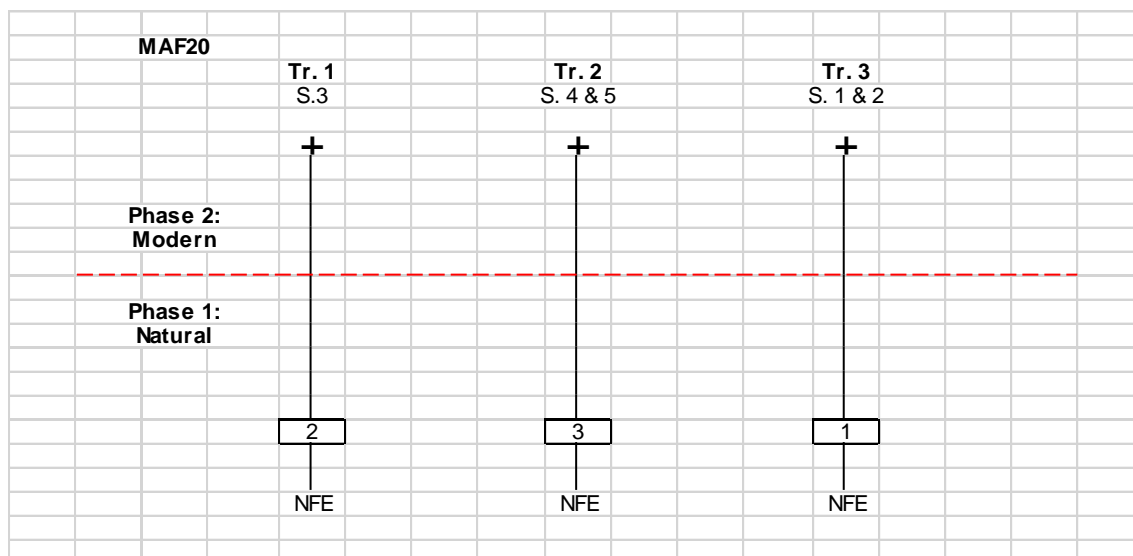 MAF20
Tr. 1 Tr. 2 Tr. 3
S.3 S. 4 & 5 S. 1 & 2
+ + +
Phase 2:
Modern
Phase 1:
Natural
2 3 1
NFE NFE NFE